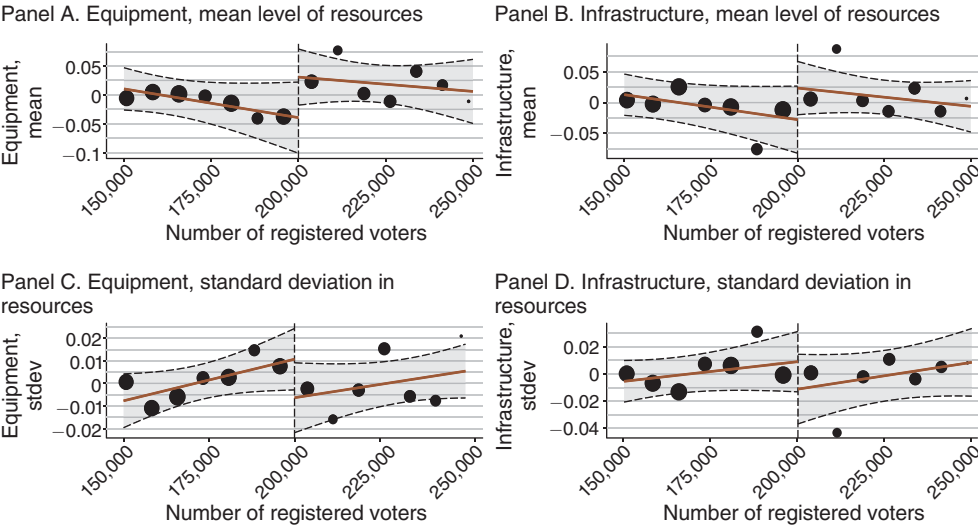 Panel A. Equipment, mean level of resources
Equipment,
mean
0.05
0
−0.05
−0.1
150,000
175,000
200,000
225,000
250,000
Number of registered voters
Panel B. Infrastructure, mean level of resources
Infrastructure,
mean
0.05
0
−0.05
150,000
175,000
200,000
225,000
250,000
Number of registered voters
Panel C. Equipment, standard deviation in
resources
Equipment,
stdev
0.02
0.01
0
−0.01
−0.02
150,000
175,000
200,000
225,000
250,000
Number of registered voters
Panel D. Infrastructure, standard deviation in
resources
Infrastructure,
stdev
0.02
0
−0.02
−0.04
150,000
175,000
200,000
225,000
250,000
Number of registered voters